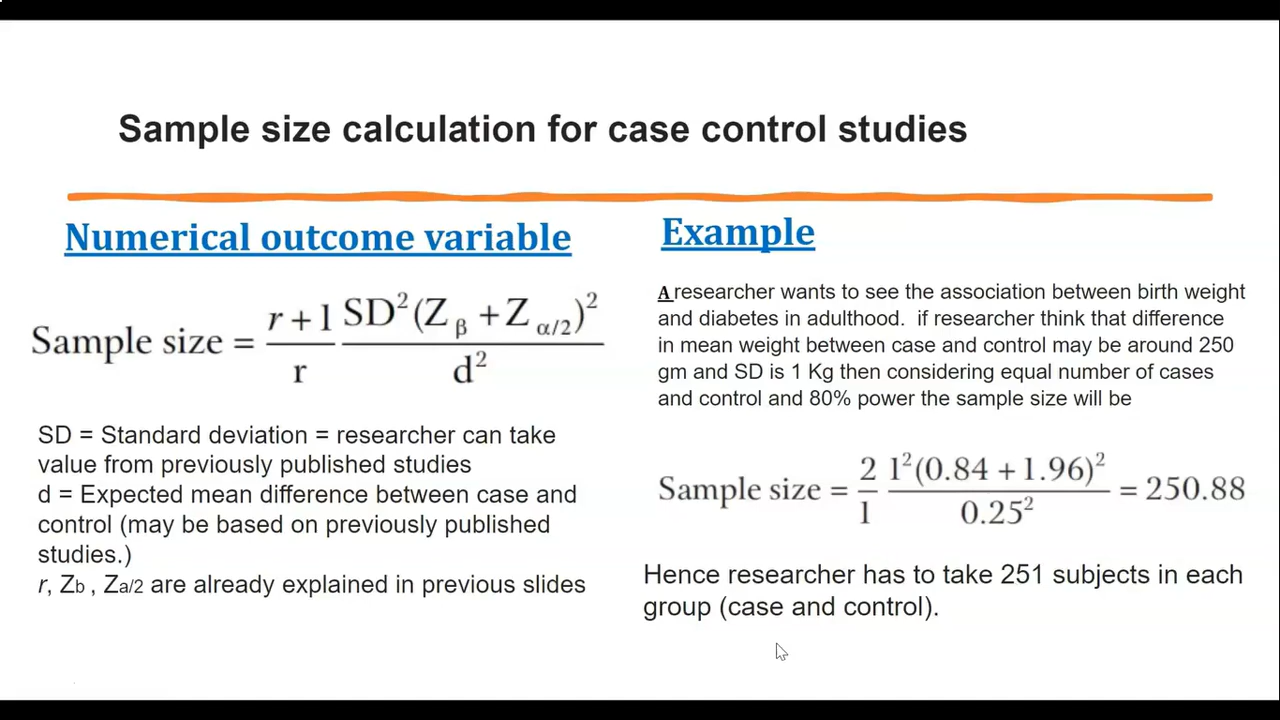 Sample size calculation for case control studies
Numerical outcome variable
Sample size = r + 1 / r SD² (Z β + Z α/2)² / d²
SD = Standard deviation = researcher can take
value from previously published studies
d = Expected mean difference between case and
control (may be based on previously published
studies.)
r, Zb , Za/2 are already explained in previous slides
Example
A researcher wants to see the association between birth weight
and diabetes in adulthood. if researcher think that difference
in mean weight between case and control may be around 250
gm and SD is 1 Kg then considering equal number of cases
and control and 80% power the sample size will be
Sample size = 2 / 1 1² (0.84 + 1.96)² / 0.25² = 250.88
Hence researcher has to take 251 subjects in each
group (case and control).